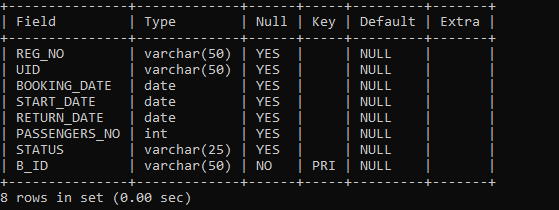 +---------------+-------------+------+-----+---------+-------+
| Field         | Type        | Null | Key | Default | Extra |
+---------------+-------------+------+-----+---------+-------+
| REG_NO        | varchar(50) | YES  |     | NULL    |       |
| UID           | varchar(50) | YES  |     | NULL    |       |
| BOOKING_DATE  | date        | YES  |     | NULL    |       |
| START_DATE    | date        | YES  |     | NULL    |       |
| RETURN_DATE   | date        | YES  |     | NULL    |       |
| PASSENGERS_NO | int         | YES  |     | NULL    |       |
| STATUS        | varchar(25) | YES  |     | NULL    |       |
| B_ID          | varchar(50) | NO   | PRI | NULL    |       |
+---------------+-------------+------+-----+---------+-------+
8 rows in set (0.00 sec)